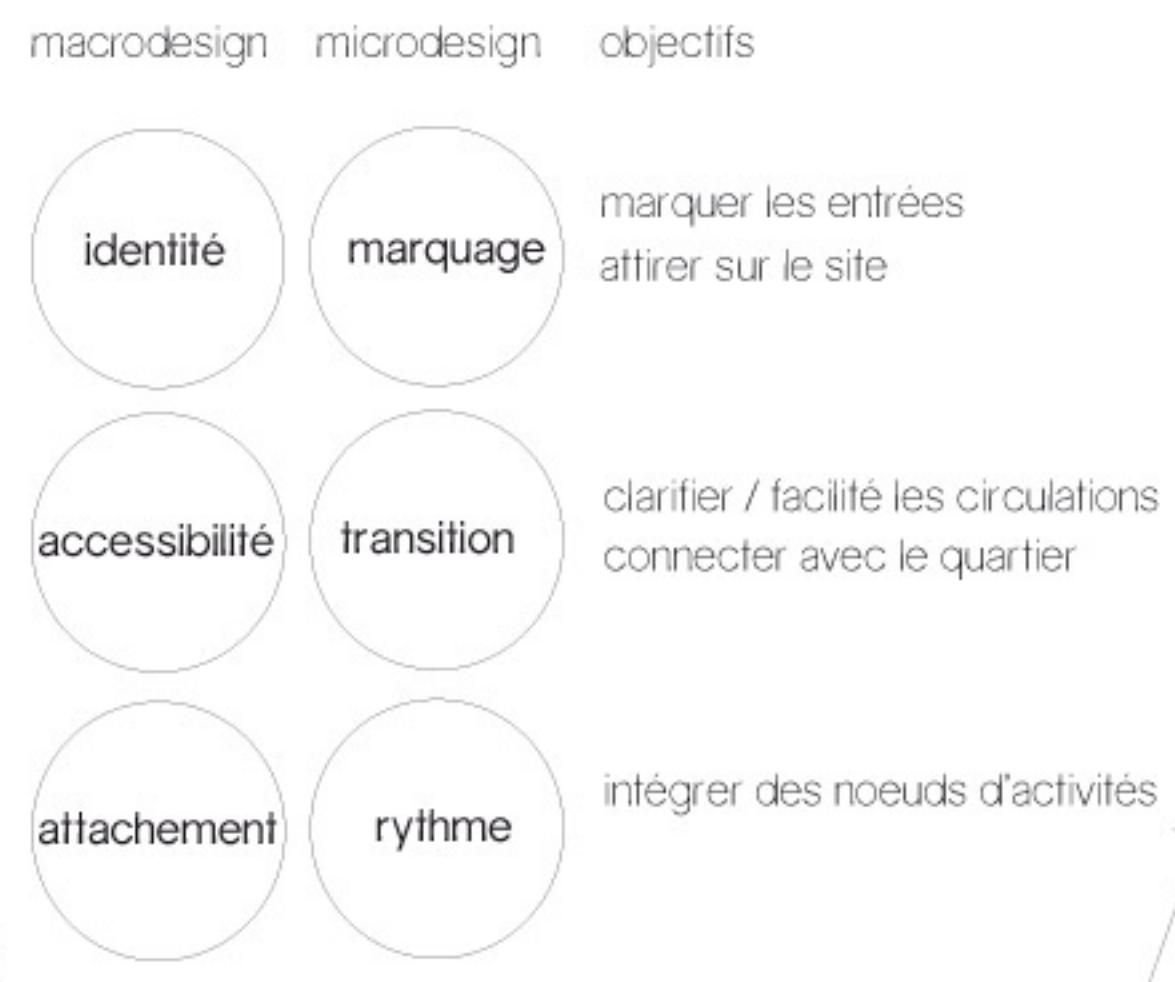 macrodesign microdesign objectifs
identité marquage marquer les entrées
attirer sur le site
accessibilité transition clarifier / facilité les circulations
connecter avec le quartier
attachement rythme intégrer des noeuds d'activités